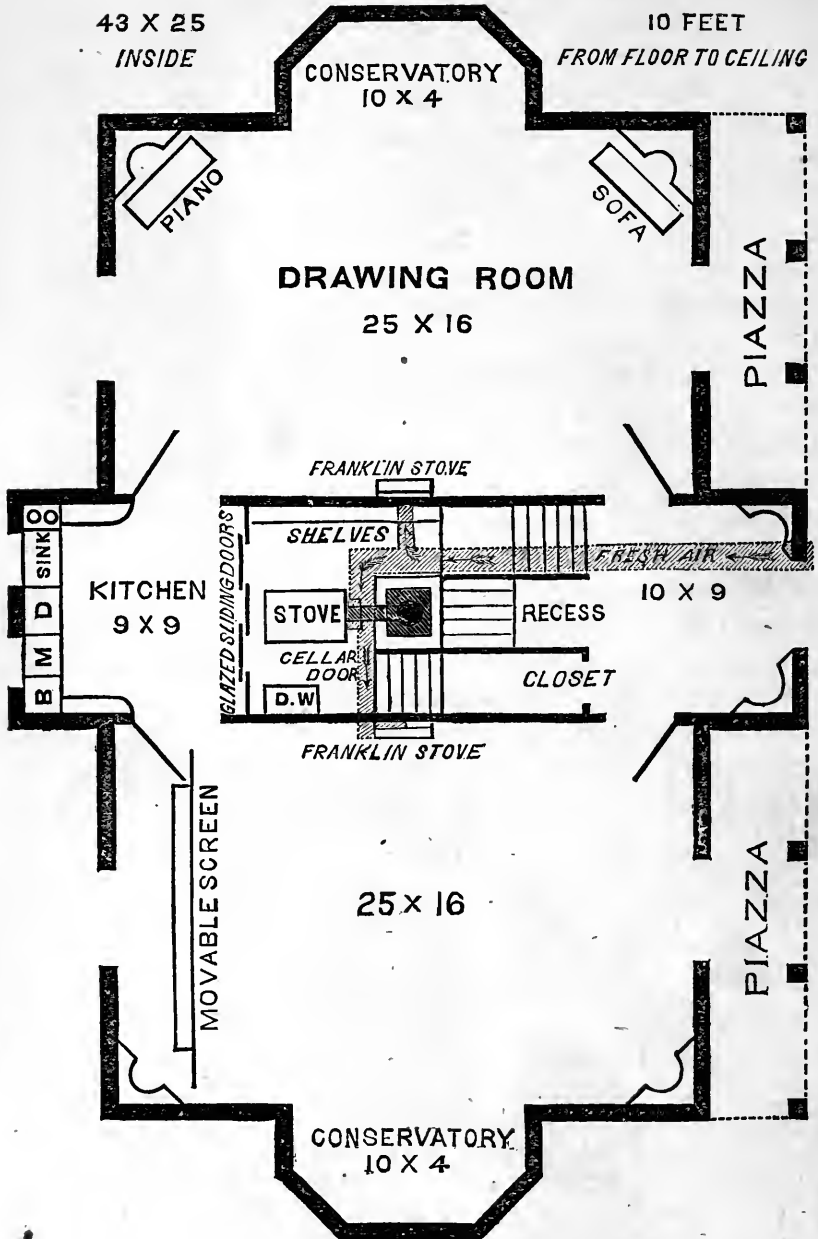 43 X 25
INSIDE
10 FEET
FROM FLOOR TO CEILING
CONSERVATORY
10 X 4
PIANO
SOFA
DRAWING ROOM
25 X 16
PIAZZA
FRANKLIN STOVE
SHELVES
FRESH AIR
SINK
D
M
B
KITCHEN
9 X 9
GLAZED SLIDING DOORS
STOVE
RECESS
10 X 9
CELLAR
DOOR
CLOSET
D.W
FRANKLIN STOVE
MOVABLE SCREEN
25 X 16
PIAZZA
CONSERVATORY
10 X 4